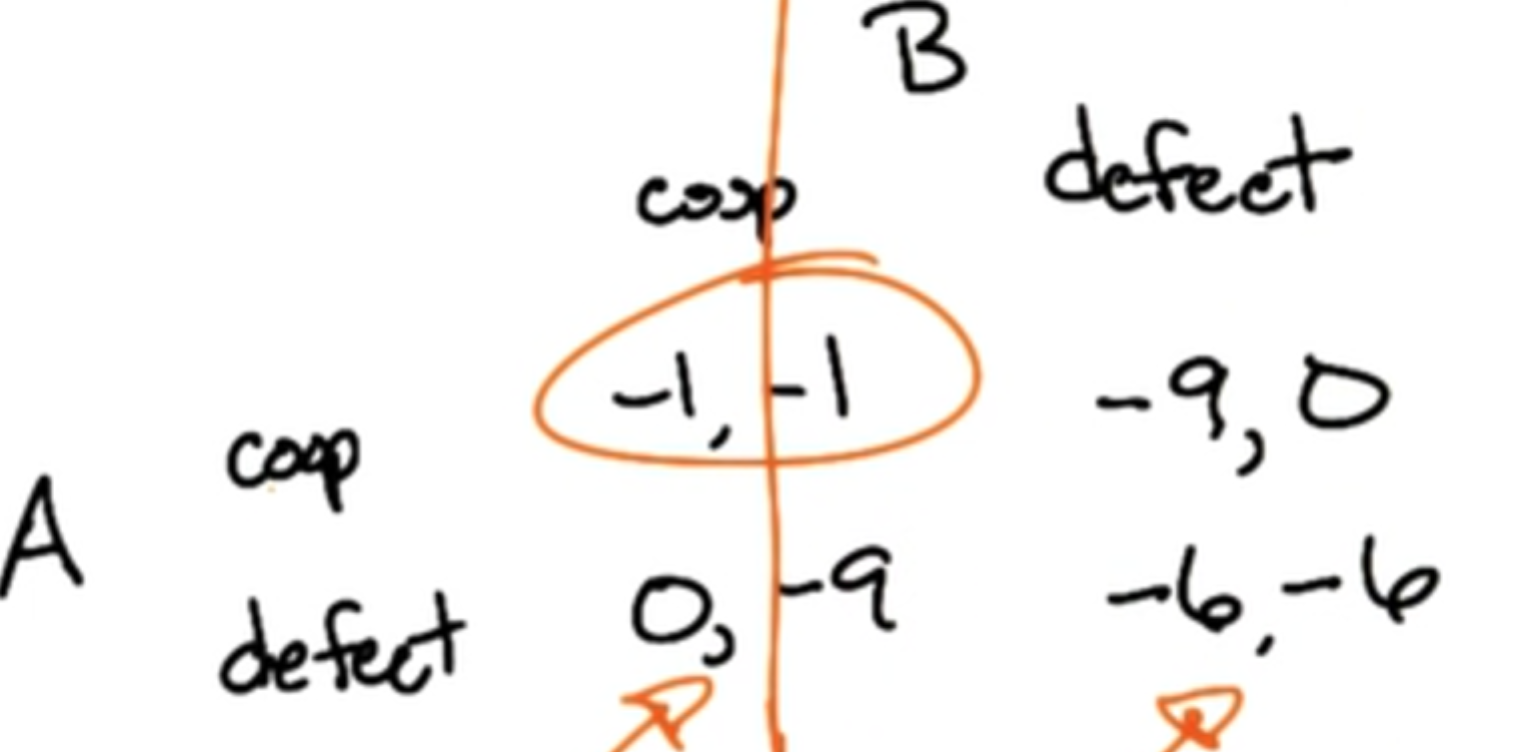 B
coop defect
-1, -1 -9, 0
coop
A
0, -9 -6, -6
defect